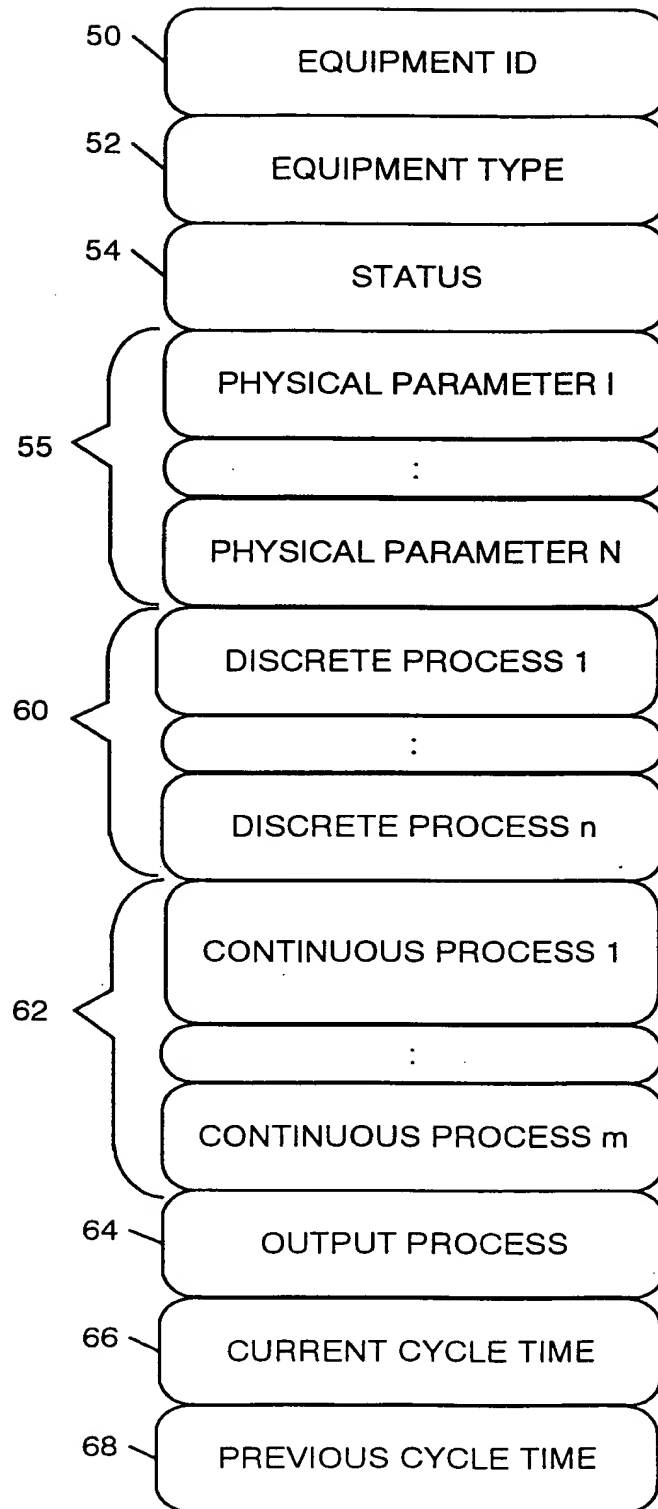 50 EQUIPMENT ID
52 EQUIPMENT TYPE
54 STATUS
PHYSICAL PARAMETER I
55 :
PHYSICAL PARAMETER N
DISCRETE PROCESS 1
60 :
DISCRETE PROCESS n
CONTINUOUS PROCESS 1
62 :
CONTINUOUS PROCESS m
64 OUTPUT PROCESS
66 CURRENT CYCLE TIME
68 PREVIOUS CYCLE TIME